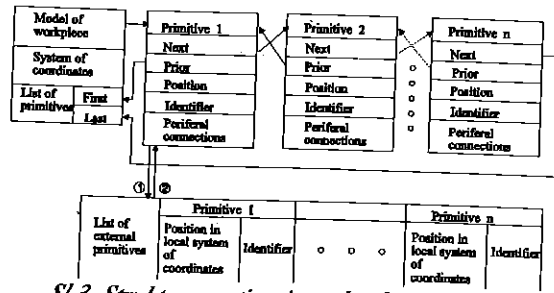 Model of
workpiece
System of
coordinates
List of
primitives
First
Last
Primitive 1
Next
Prior
Position
Identifier
Periferal
connections
Primitive 2
Next
Prior
Position
Identifier
Periferal
connections
Primitive n
Next
Prior
Position
Identifier
Periferal
connections
① ②
List of
external
primitives
Primitive 1
Position in
local system
of
coordinates
Identifier
Primitive n
Position in
local system
of
coordinates
Identifier